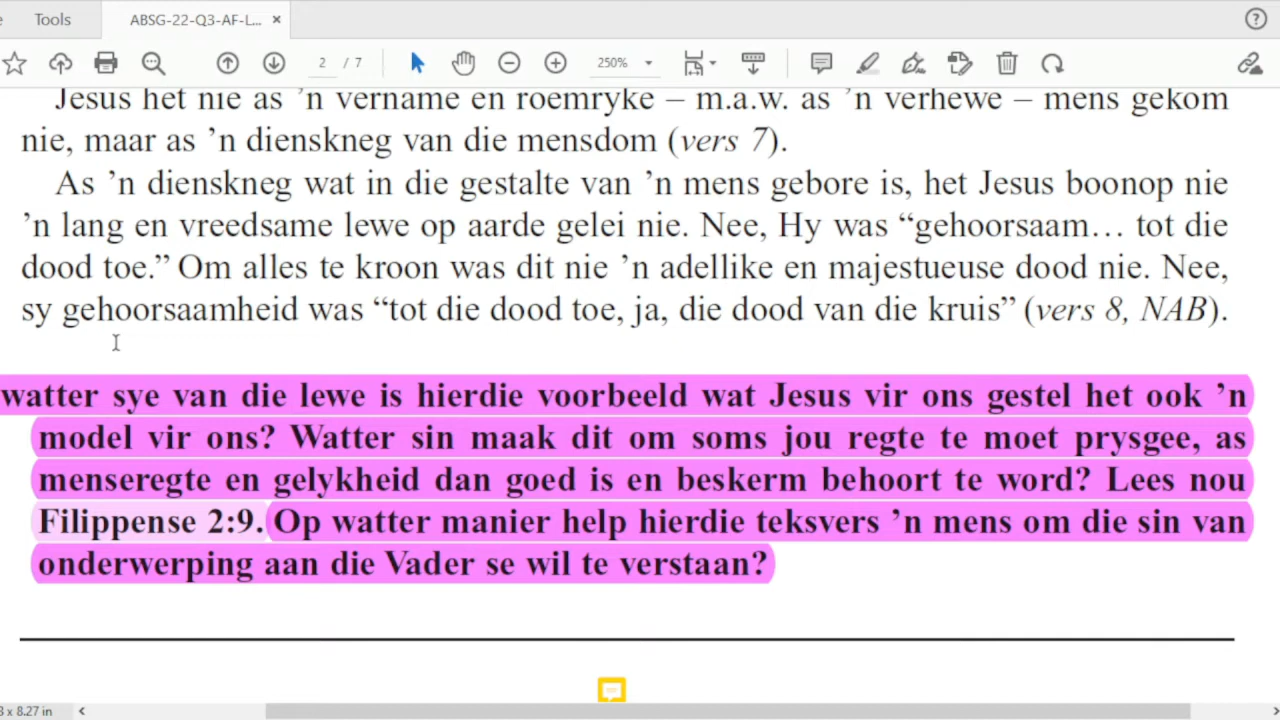 Tools
ABSG-22-Q3-AF-L... ×
2 / 7
250%
Jesus het nie as ’n vername en roemryke – m.a.w. as ’n verhewe – mens gekom
nie, maar as ’n dienskneg van die mensdom (vers 7).
As ’n dienskneg wat in die gestalte van ’n mens gebore is, het Jesus boonop nie
’n lang en vreedsame lewe op aarde gelei nie. Nee, Hy was “gehoorsaam… tot die
dood toe.” Om alles te kroon was dit nie ’n adellike en majestueuse dood nie. Nee,
sy gehoorsaamheid was “tot die dood toe, ja, die dood van die kruis” (vers 8, NAB).
watter sye van die lewe is hierdie voorbeeld wat Jesus vir ons gestel het ook ’n
model vir ons? Watter sin maak dit om soms jou regte te moet prysgee, as
menseregte en gelykheid dan goed is en beskerm behoort te word? Lees nou
Filippense 2:9. Op watter manier help hierdie teksvers ’n mens om die sin van
onderwerping aan die Vader se wil te verstaan?
x 8.27 in